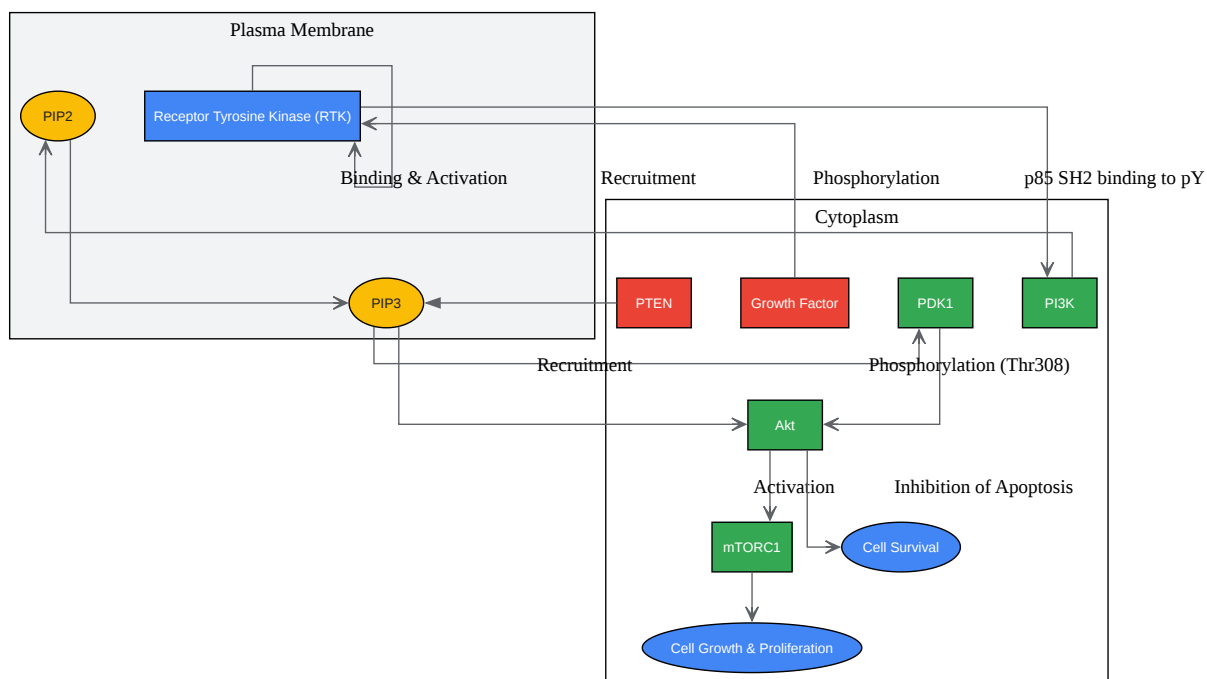 Plasma Membrane
PIP2
Receptor Tyrosine Kinase (RTK)
Binding & Activation
Recruitment
Phosphorylation
p85 SH2 binding to pY
Cytoplasm
PIP3
PTEN
Growth Factor
PDK1
PI3K
Recruitment
Phosphorylation (Thr308)
Akt
Activation
Inhibition of Apoptosis
mTORC1
Cell Survival
Cell Growth & Proliferation